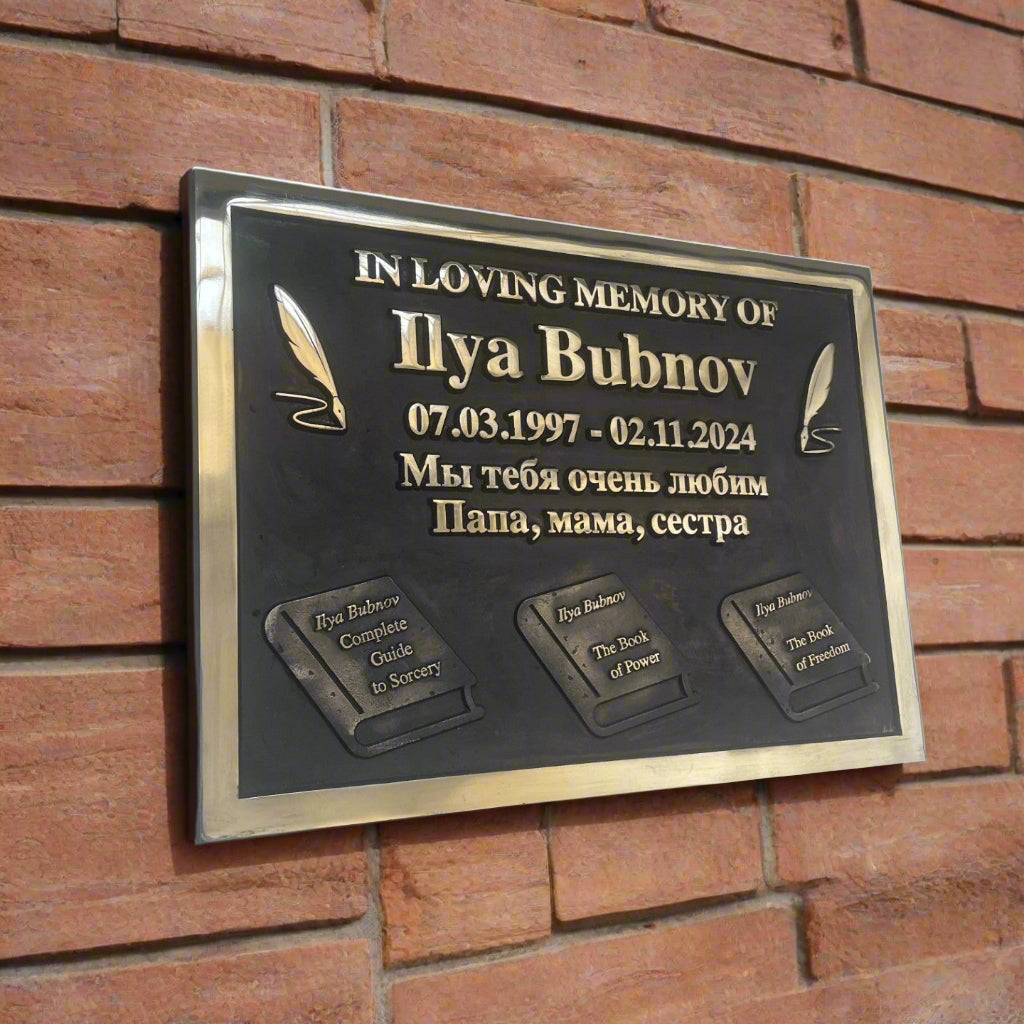 IN LOVING MEMORY OF
Ilya Bubnov
07.03.1997 - 02.11.2024
Мы тебя очень любим
Папа, мама, сестра
Ilya Bubnov
Complete
Guide
to Sorcery
Ilya Bubnov
The Book
of Power
Ilya Bubnov
The Book
of Freedom